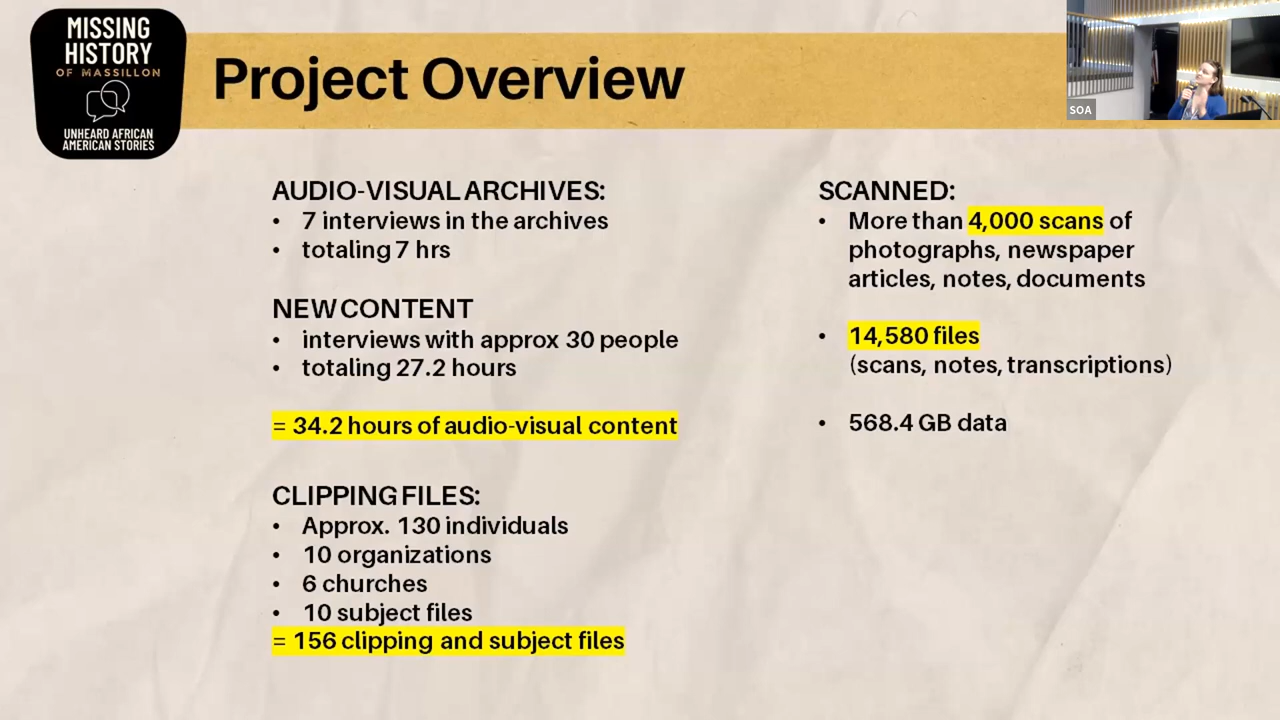 MISSING
HISTORY
OF MASSILLON
UNHEARD AFRICAN
AMERICAN STORIES
Project Overview
SOA
AUDIO-VISUAL ARCHIVES:
• 7 interviews in the archives
• totaling 7 hrs
NEW CONTENT
• interviews with approx 30 people
• totaling 27.2 hours
= 34.2 hours of audio-visual content
CLIPPING FILES:
• Approx. 130 individuals
• 10 organizations
• 6 churches
• 10 subject files
= 156 clipping and subject files
SCANNED:
• More than 4,000 scans of
photographs, newspaper
articles, notes, documents
• 14,580 files
(scans, notes, transcriptions)
• 568.4 GB data